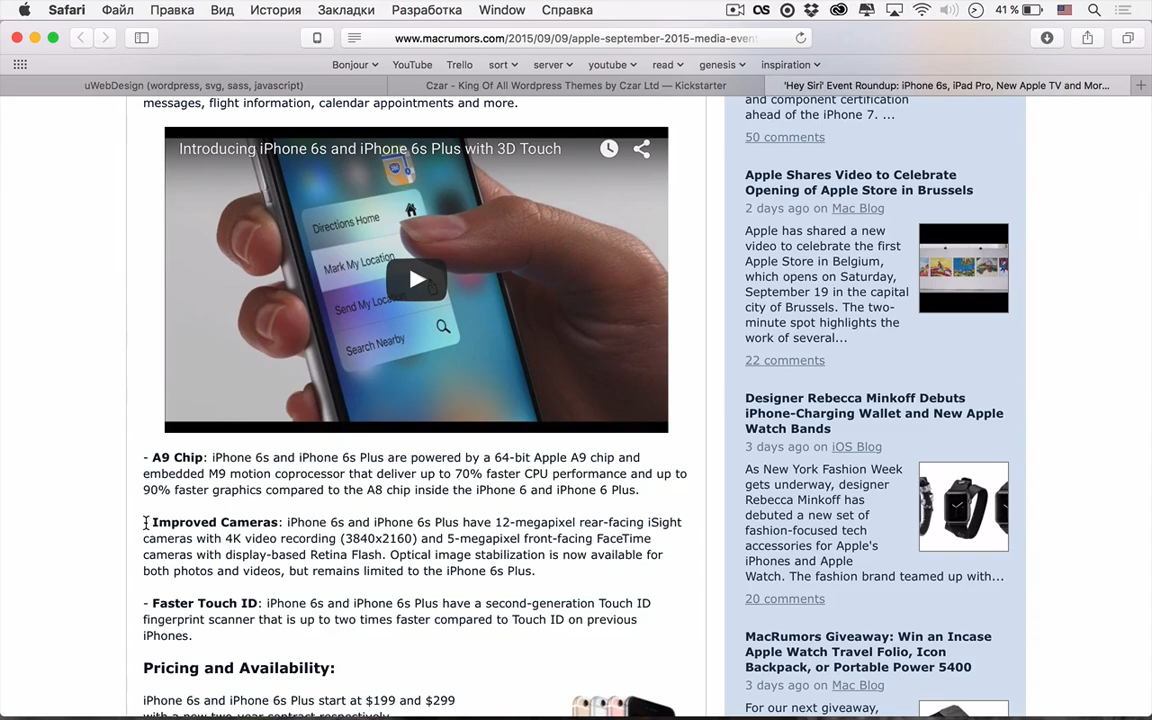 Safari Файл Правка Вид История Закладки Разработка Window Справка 41 %
www.macrumors.com/2015/09/09/apple-september-2015-media-even
Bonjour YouTube Trello sort server youtube read genesis inspiration
uWebDesign (wordpress, svg, sass, javascript) Czar - King Of All Wordpress Themes by Czar Ltd — Kickstarter 'Hey Siri' Event Roundup: iPhone 6s, iPad Pro, New Apple TV and Mor...
messages, flight information, calendar appointments and more.
Introducing iPhone 6s and iPhone 6s Plus with 3D Touch
Directions Home
Mark My Location
Send My Loca
Search Nearby
- A9 Chip: iPhone 6s and iPhone 6s Plus are powered by a 64-bit Apple A9 chip and
embedded M9 motion coprocessor that deliver up to 70% faster CPU performance and up to
90% faster graphics compared to the A8 chip inside the iPhone 6 and iPhone 6 Plus.
- Improved Cameras: iPhone 6s and iPhone 6s Plus have 12-megapixel rear-facing iSight
cameras with 4K video recording (3840x2160) and 5-megapixel front-facing FaceTime
cameras with display-based Retina Flash. Optical image stabilization is now available for
both photos and videos, but remains limited to the iPhone 6s Plus.
- Faster Touch ID: iPhone 6s and iPhone 6s Plus have a second-generation Touch ID
fingerprint scanner that is up to two times faster compared to Touch ID on previous
iPhones.
Pricing and Availability:
iPhone 6s and iPhone 6s Plus start at $199 and $299
with a new two-year contract respectively
and component certification
ahead of the iPhone 7. ...
50 comments
Apple Shares Video to Celebrate
Opening of Apple Store in Brussels
2 days ago on Mac Blog
Apple has shared a new
video to celebrate the first
Apple Store in Belgium,
which opens on Saturday,
September 19 in the capital
city of Brussels. The two-
minute spot highlights the
work of several...
22 comments
Designer Rebecca Minkoff Debuts
iPhone-Charging Wallet and New Apple
Watch Bands
3 days ago on iOS Blog
As New York Fashion Week
gets underway, designer
Rebecca Minkoff has
debuted a new set of
fashion-focused tech
accessories for Apple's
iPhones and Apple
Watch. The fashion brand teamed up with...
20 comments
MacRumors Giveaway: Win an Incase
Apple Watch Travel Folio, Icon
Backpack, or Portable Power 5400
3 days ago on Mac Blog
For our next giveaway,